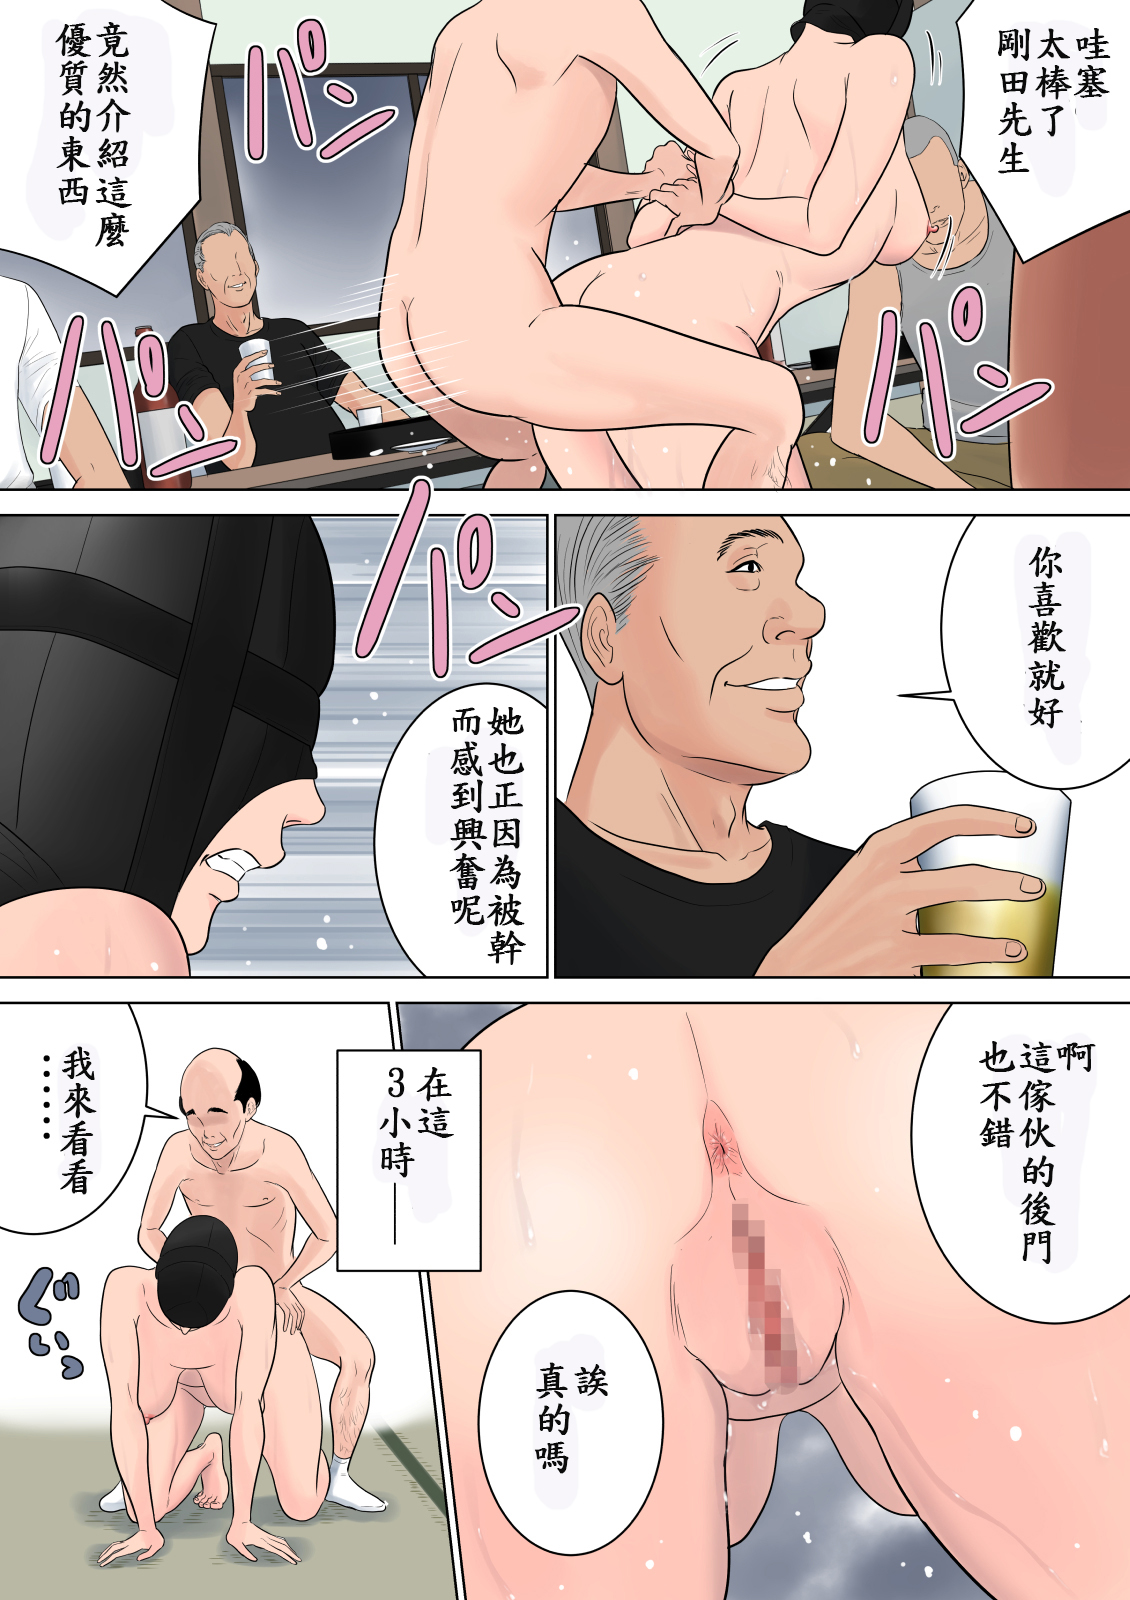 哇塞
太棒了
剛田先生
竟然介紹這麼
優質的東西
パン
パン
パン
パン
你喜歡就好
她也正因為被幹
而感到興奮呢
啊
這傢伙的後門
也不錯
誒
真的嗎
在這
3小時——
我來看看
……
ぐいっ